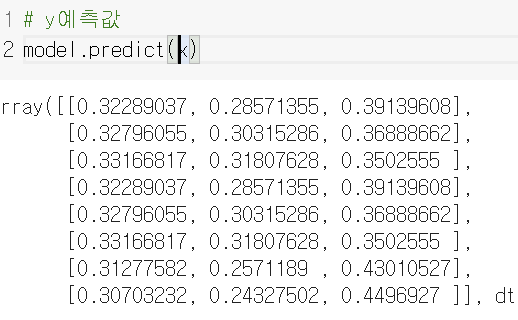 1 # y예측값
2 model.predict(x)
rray([[0.32289037, 0.28571355, 0.39139608],
[0.32796055, 0.30315286, 0.36888662],
[0.33166817, 0.31807628, 0.3502555 ],
[0.32289037, 0.28571355, 0.39139608],
[0.32796055, 0.30315286, 0.36888662],
[0.33166817, 0.31807628, 0.3502555 ],
[0.31277582, 0.2571189 , 0.43010527],
[0.30703232, 0.24327502, 0.4496927 ]], dt